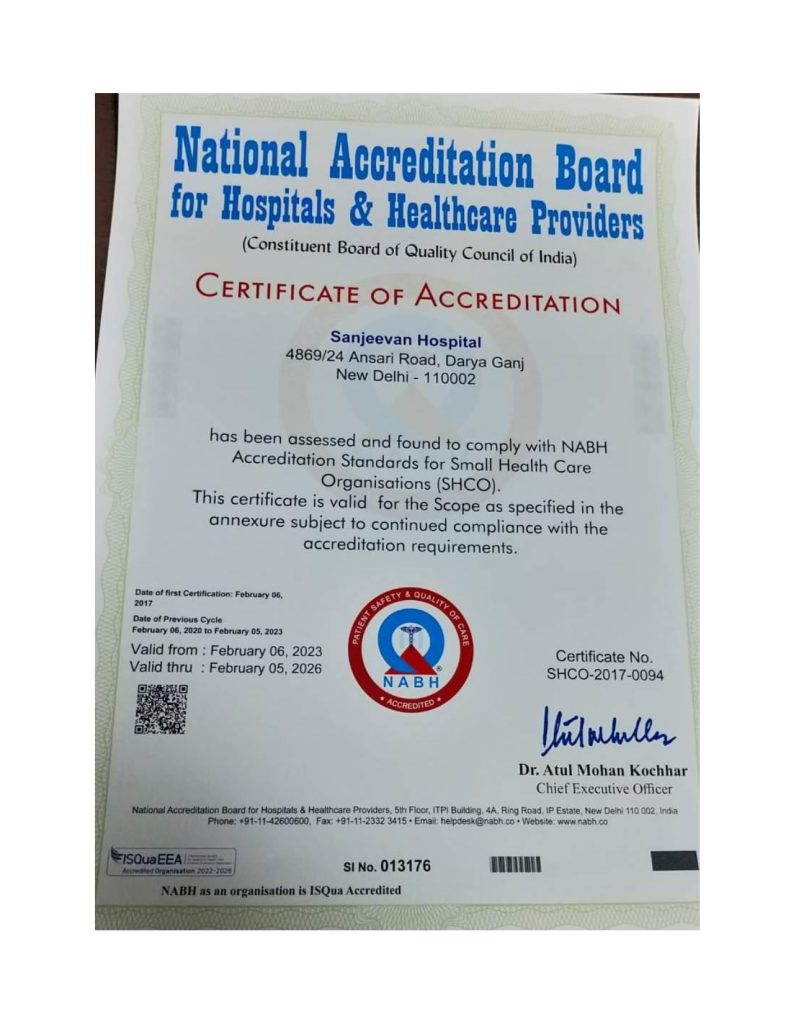 National Accreditation Board
for Hospitals & Healthcare Providers
(Constituent Board of Quality Council of India)
CERTIFICATE OF ACCREDITATION
Sanjeevan Hospital
4869/24 Ansari Road, Darya Ganj
New Delhi - 110002
has been assessed and found to comply with NABH
Accreditation Standards for Small Health Care
Organisations (SHCO).
This certificate is valid for the Scope as specified in the
annexure subject to continued compliance with the
accreditation requirements.
Date of first Certification: February 06,
2017
Date of Previous Cycle
February 06, 2020 to February 05, 2023
Valid from : February 06, 2023
Valid thru : February 05, 2026
PATIENT SAFETY & QUALITY OF CARE
NABH
®
• ACCREDITED •
Certificate No.
SHCO-2017-0094
Dr. Atul Mohan Kochhar
Chief Executive Officer
National Accreditation Board for Hospitals & Healthcare Providers, 5th Floor, ITPI Building, 4A, Ring Road, IP Estate, New Delhi 110 002, India
Phone: +91-11-42600600, Fax: +91-11-2332 3415 • Email: helpdesk@nabh.co • Website: www.nabh.co
ISQuaEEA
Accredited Organisation 2022-2026
SI No. 013176
NABH as an organisation is ISQua Accredited